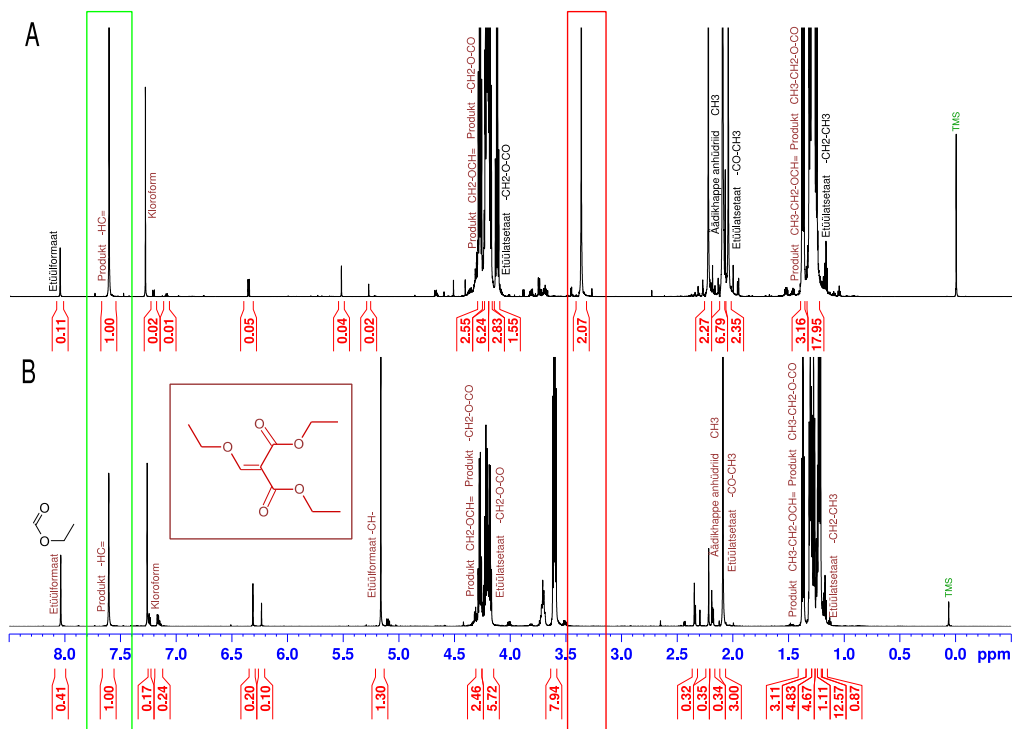 A
Etüülformaat
Produkt -HC=
Kloroform
Produkt CH2-OCH= Produkt -CH2-O-CO
Etüülatsetaat -CH2-O-CO
Äädikhappe anhüdriid CH3
Etüülatsetaat -CO-CH3
Produkt CH3-CH2-OCH= Produkt CH3-CH2-O-CO
Etüülatsetaat -CH2-CH3
TMS
0.11 1.00 0.02 0.01 0.05 0.04 0.02 2.55 6.24 2.83 1.55 2.07 2.27 6.79 2.35 3.16 17.95
B
O
O
Etüülformaat
Produkt -HC=
Kloroform
O
O
O
O
O
Etüülformaat -CH-
Produkt CH2-OCH= Produkt -CH2-O-CO
Etüülatsetaat -CH2-O-CO
Äädikhappe anhüdriid CH3
Etüülatsetaat -CO-CH3
Produkt CH3-CH2-OCH= Produkt CH3-CH2-O-CO
Etüülatsetaat -CH2-CH3
TMS
8.0 7.5 7.0 6.5 6.0 5.5 5.0 4.5 4.0 3.5 3.0 2.5 2.0 1.5 1.0 0.5 0.0 ppm
0.41 1.00 0.17 0.24 0.20 0.10 1.30 2.46 5.72 7.94 0.32 0.35 0.34 3.00 3.11 4.83 4.67 1.11 12.57 0.87